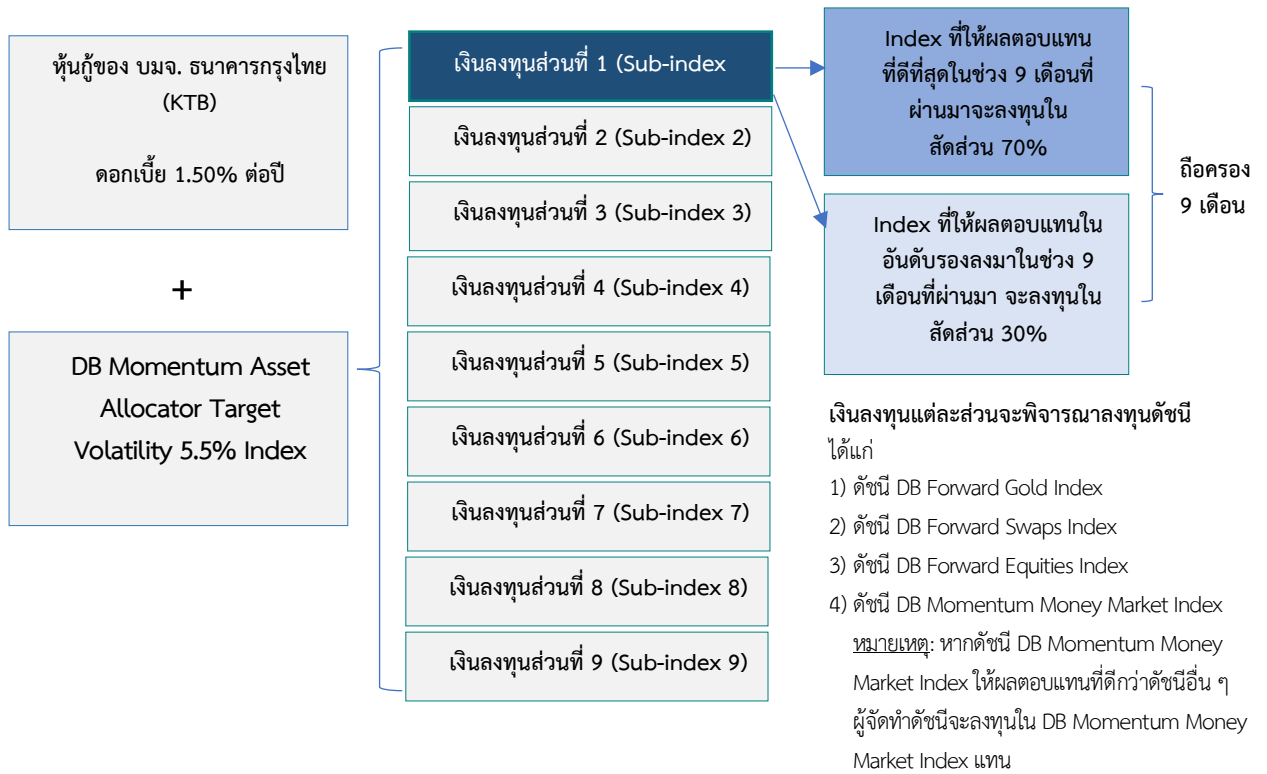 หุ้นกู้ของ บมจ. ธนาคารกรุงไทย
(KTB)
ดอกเบี้ย 1.50% ต่อปี
+
DB Momentum Asset
Allocator Target
Volatility 5.5% Index
เงินลงทุนส่วนที่ 1 (Sub-index
เงินลงทุนส่วนที่ 2 (Sub-index 2)
เงินลงทุนส่วนที่ 3 (Sub-index 3)
เงินลงทุนส่วนที่ 4 (Sub-index 4)
เงินลงทุนส่วนที่ 5 (Sub-index 5)
เงินลงทุนส่วนที่ 6 (Sub-index 6)
เงินลงทุนส่วนที่ 7 (Sub-index 7)
เงินลงทุนส่วนที่ 8 (Sub-index 8)
เงินลงทุนส่วนที่ 9 (Sub-index 9)
Index ที่ให้ผลตอบแทน
ที่ดีที่สุดในช่วง 9 เดือนที่
ผ่านมาจะลงทุนใน
สัดส่วน 70%
Index ที่ให้ผลตอบแทนใน
อันดับรองลงมาในช่วง 9
เดือนที่ผ่านมา จะลงทุนใน
สัดส่วน 30%
ถือครอง
9 เดือน
เงินลงทุนแต่ละส่วนจะพิจารณาลงทุนดัชนี
ได้แก่
1) ดัชนี DB Forward Gold Index
2) ดัชนี DB Forward Swaps Index
3) ดัชนี DB Forward Equities Index
4) ดัชนี DB Momentum Money Market Index
หมายเหตุ: หากดัชนี DB Momentum Money
Market Index ให้ผลตอบแทนที่ดีกว่าดัชนีอื่น ๆ
ผู้จัดทำดัชนีจะลงทุนใน DB Momentum Money
Market Index แทน